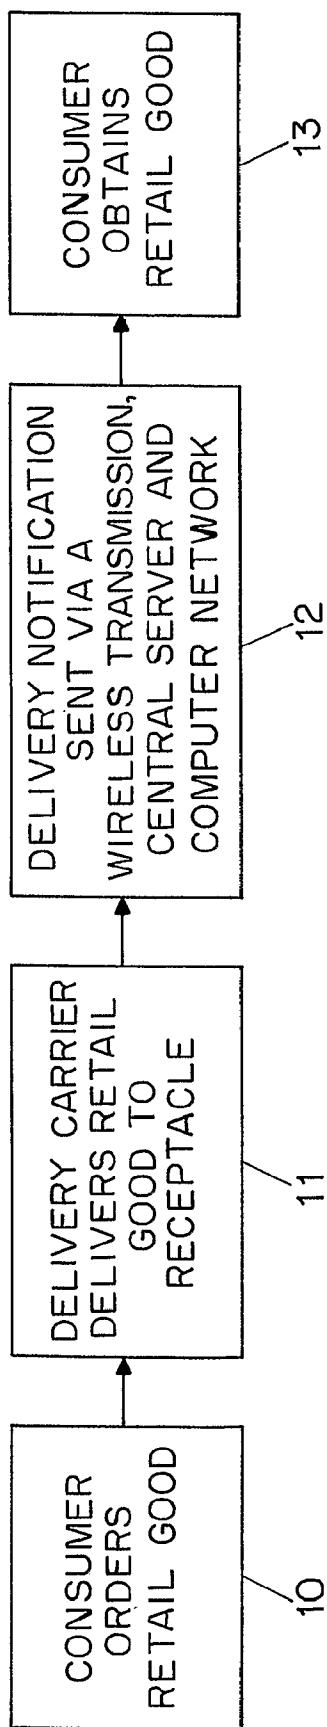 CONSUMER
ORDERS
RETAIL GOOD
10
DELIVERY CARRIER
DELIVERS RETAIL
GOOD TO
RECEPTACLE
11
DELIVERY NOTIFICATION
SENT VIA A
WIRELESS TRANSMISSION,
CENTRAL SERVER AND
COMPUTER NETWORK
12
CONSUMER
OBTAINS
RETAIL GOOD
13